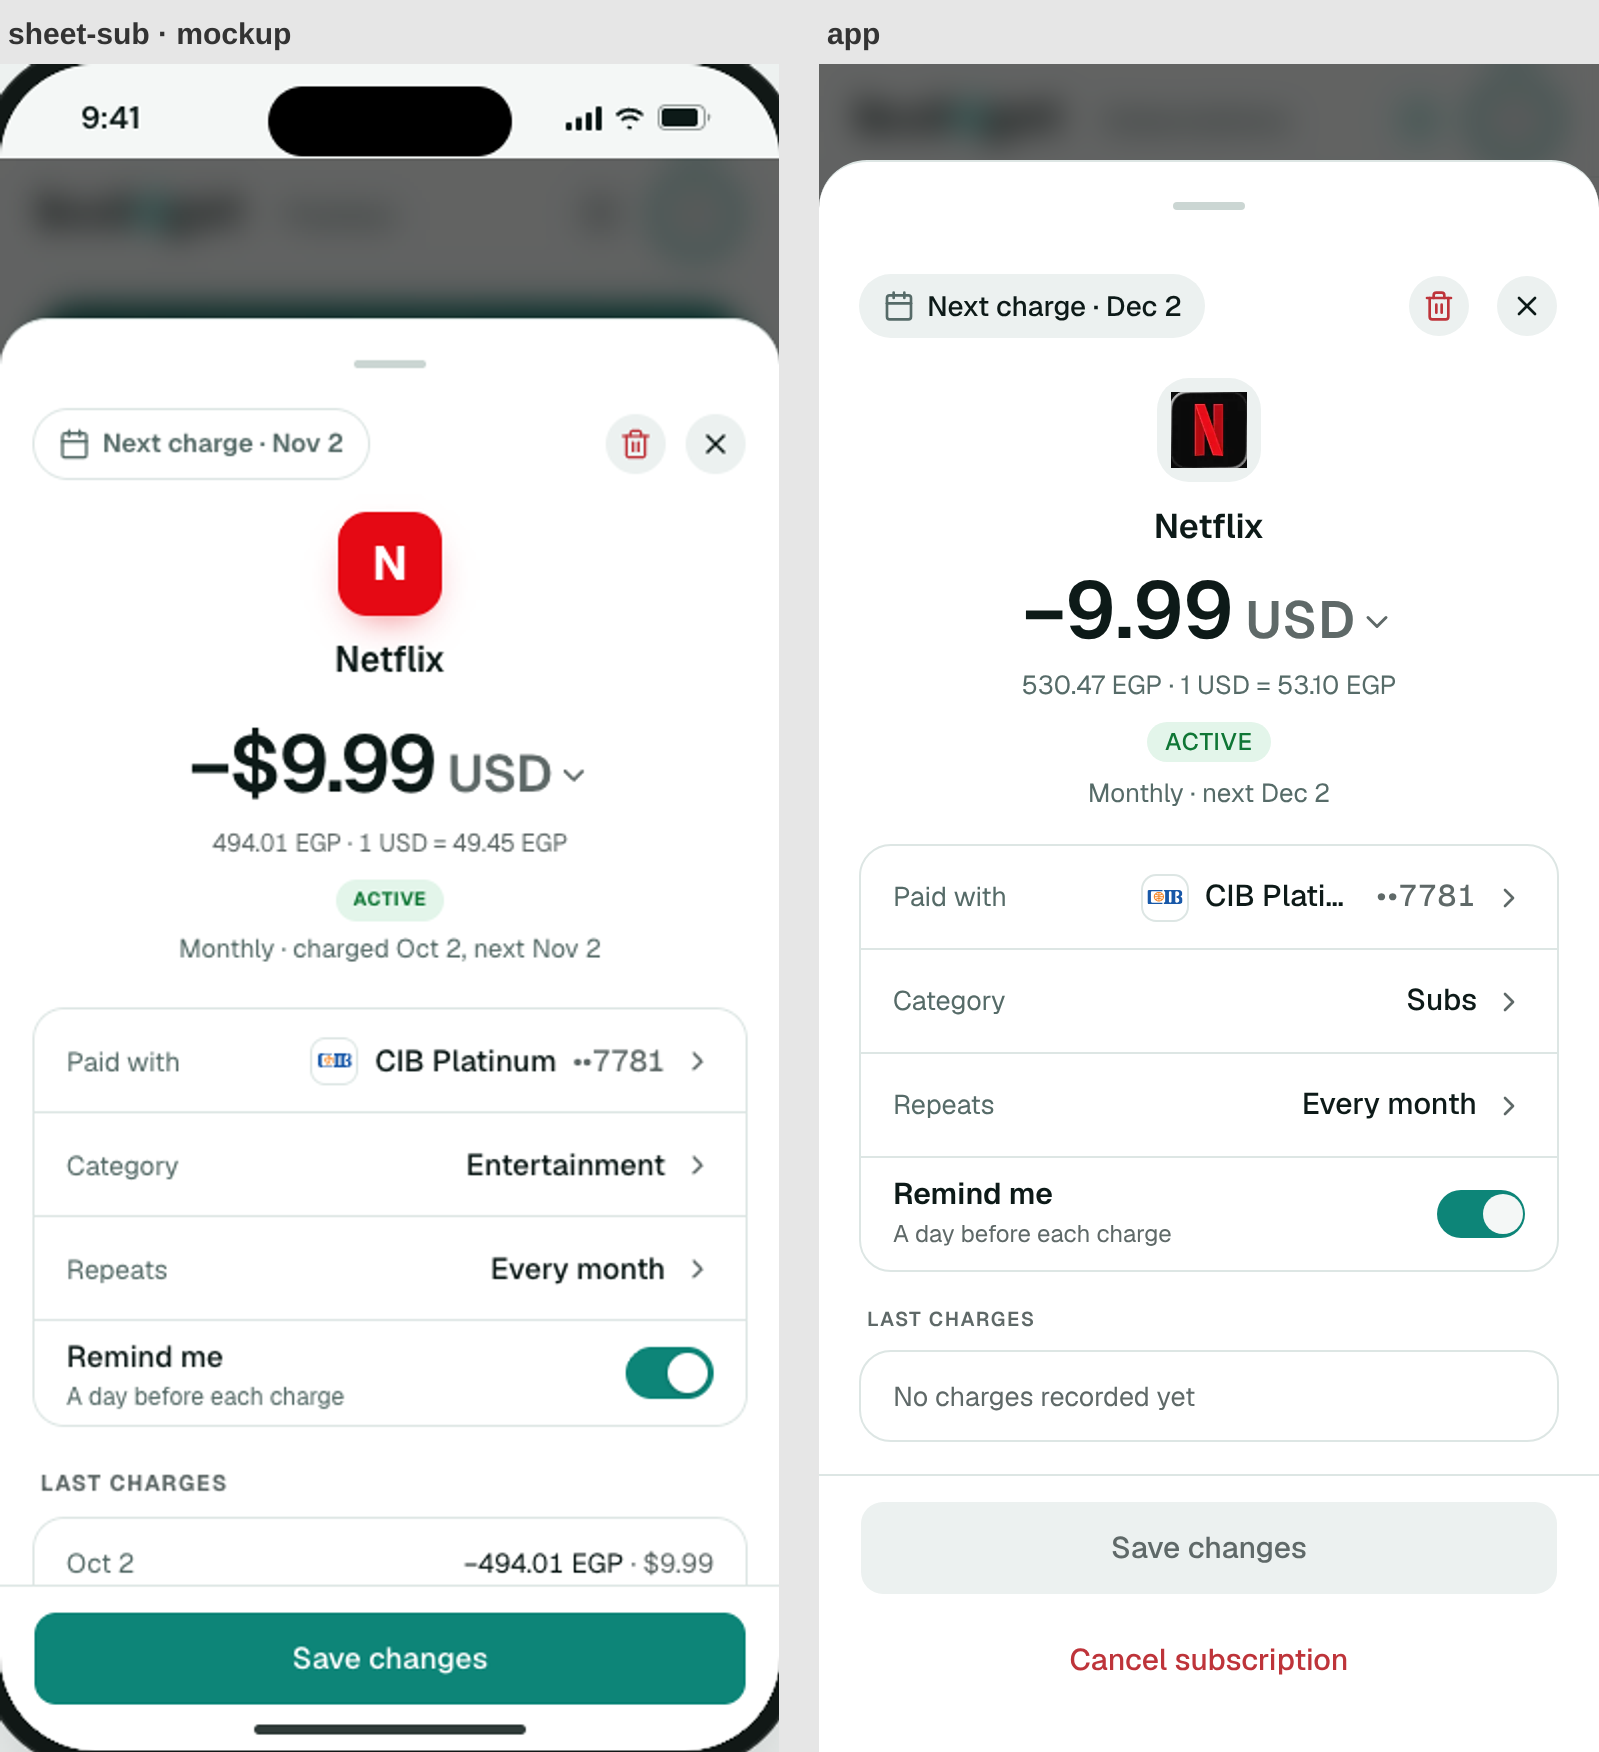 sheet-sub · mockup
9:41
Next charge · Nov 2
N
Netflix
−$9.99 USD
494.01 EGP · 1 USD = 49.45 EGP
ACTIVE
Monthly · charged Oct 2, next Nov 2
Paid with CIB CIB Platinum ••7781
Category Entertainment
Repeats Every month
Remind me
A day before each charge
LAST CHARGES
Oct 2 −494.01 EGP · $9.99
Save changes
app
Next charge · Dec 2
N
Netflix
−9.99 USD
530.47 EGP · 1 USD = 53.10 EGP
ACTIVE
Monthly · next Dec 2
Paid with CIB CIB Plati... ••7781
Category Subs
Repeats Every month
Remind me
A day before each charge
LAST CHARGES
No charges recorded yet
Save changes
Cancel subscription